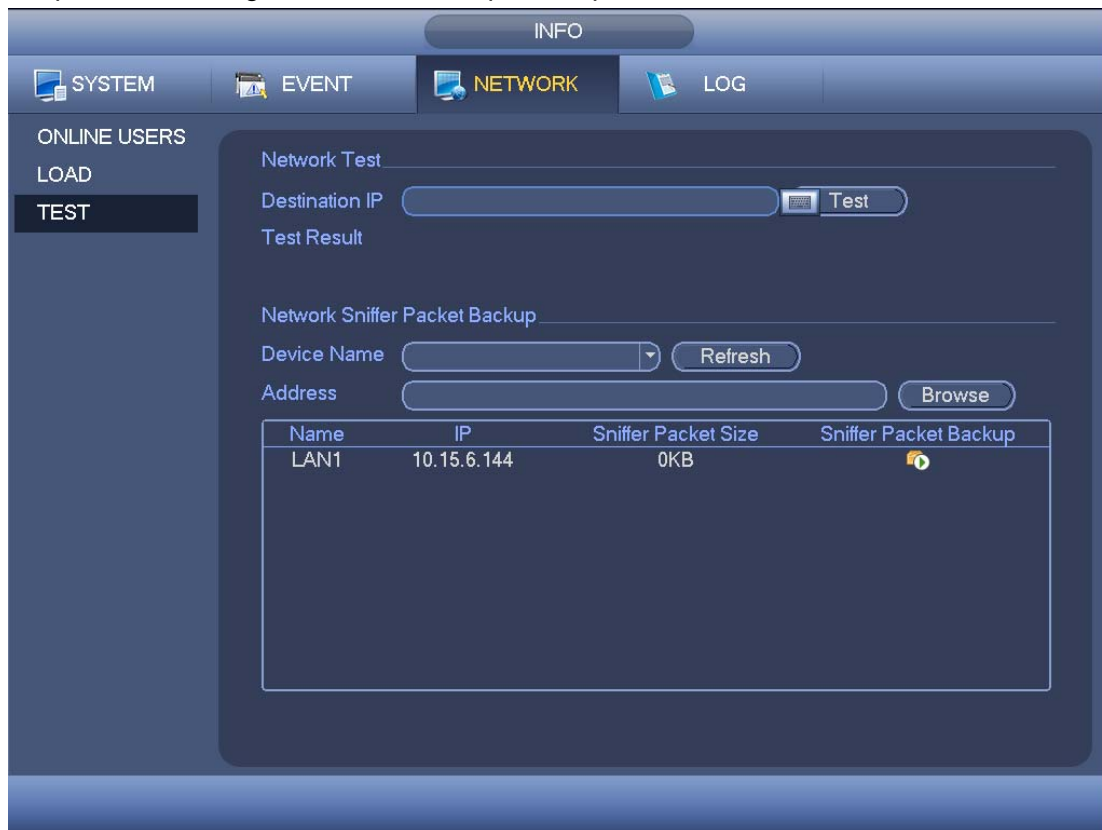 INFO
SYSTEM EVENT NETWORK LOG
ONLINE USERS
LOAD
TEST
Network Test
Destination IP Test
Test Result
Network Sniffer Packet Backup
Device Name Refresh
Address Browse
Name IP Sniffer Packet Size Sniffer Packet Backup
LAN1 10.15.6.144 0KB